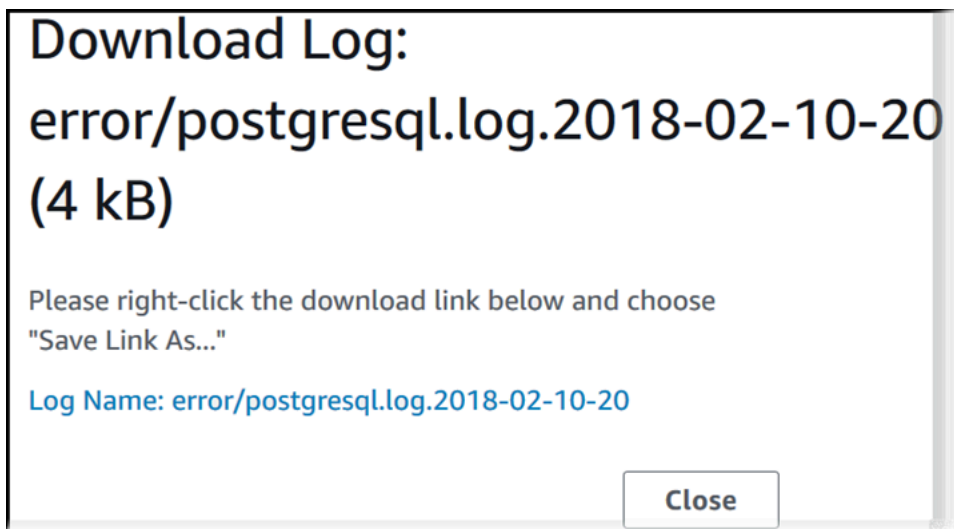 Download Log:
error/postgresql.log.2018-02-10-20
(4 kB)
Please right-click the download link below and choose
"Save Link As..."
Log Name: error/postgresql.log.2018-02-10-20
Close